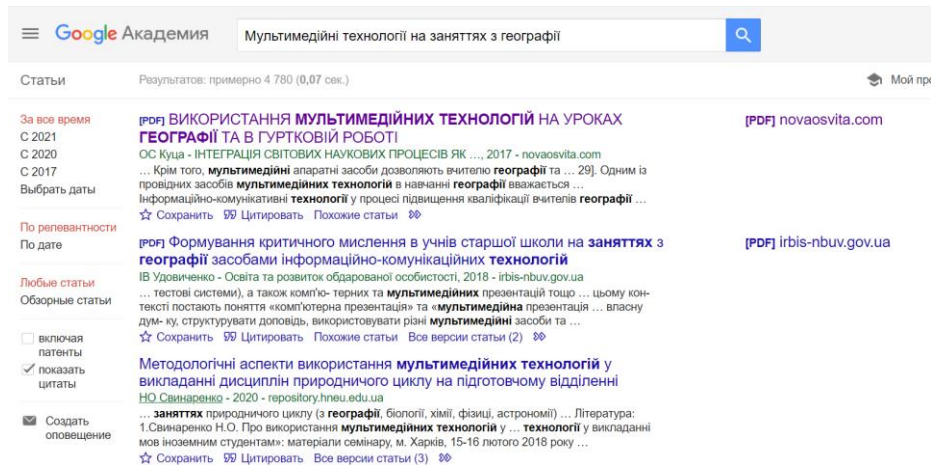 Google Академия
Мультимедійні технології на заняттях з географії
Статьи
Результатов: примерно 4 780 (0,07 сек.)
Мой про
За все время
С 2021
С 2020
С 2017
Выбрать даты
По релевантности
По дате
Любые статьи
Обзорные статьи
включая
патенты
показать
цитаты
Создать
оповещение
[PDF] ВИКОРИСТАННЯ МУЛЬТИМЕДІЙНИХ ТЕХНОЛОГІЙ НА УРОКАХ
ГЕОГРАФІЇ ТА В ГУРТКОВІЙ РОБОТІ
[PDF] novaosvita.com
ОС Куца - ІНТЕГРАЦІЯ СВІТОВИХ НАУКОВИХ ПРОЦЕСІВ ЯК …, 2017 - novaosvita.com
… Крім того, мультимедійні апаратні засоби дозволяють вчителю географії та … 29]. Одним із
провідних засобів мультимедійних технологій в навчанні географії вважається …
Інформаційно-комунікативні технології у процесі підвищення кваліфікації вчителів географії …
Сохранить Цитировать Похожие статьи
[PDF] Формування критичного мислення в учнів старшої школи на заняттях з
географії засобами інформаційно-комунікаційних технологій
[PDF] irbis-nbuv.gov.ua
ІВ Удовиченко - Освіта та розвиток обдарованої особистості, 2018 - irbis-nbuv.gov.ua
… тестові системи), а також комп'ю- терних та мультимедійних презентацій тощо … цьому кон-
тексті постають поняття «комп'ютерна презентація» та «мультимедійна презентація … власну
дум- ку, структурувати доповідь, використовувати різні мультимедійні засоби та …
Сохранить Цитировать Похожие статьи Все версии статьи (2)
Методологічні аспекти використання мультимедійних технологій у
викладанні дисциплін природничого циклу на підготовчому відділенні
НО Свинаренко - 2020 - repository.hneu.edu.ua
… заняттях природничого циклу (з географії, біології, хімії, фізиці, астрономії) … Література:
1.Свинаренко Н.О. Про використання мультимедійних технологій у … технології у викладанні
мов іноземним студентам»: матеріали семінару, м. Харків, 15-16 лютого 2018 року …
Сохранить Цитировать Все версии статьи (3)